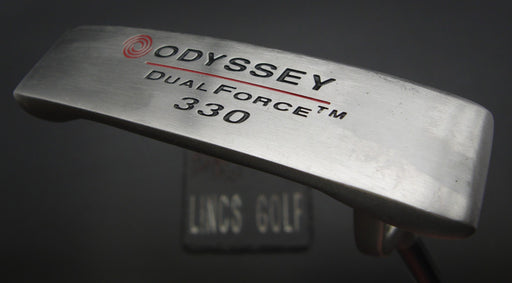 ODYSSEY
DUAL FORCE™
330
LINCS GOLF